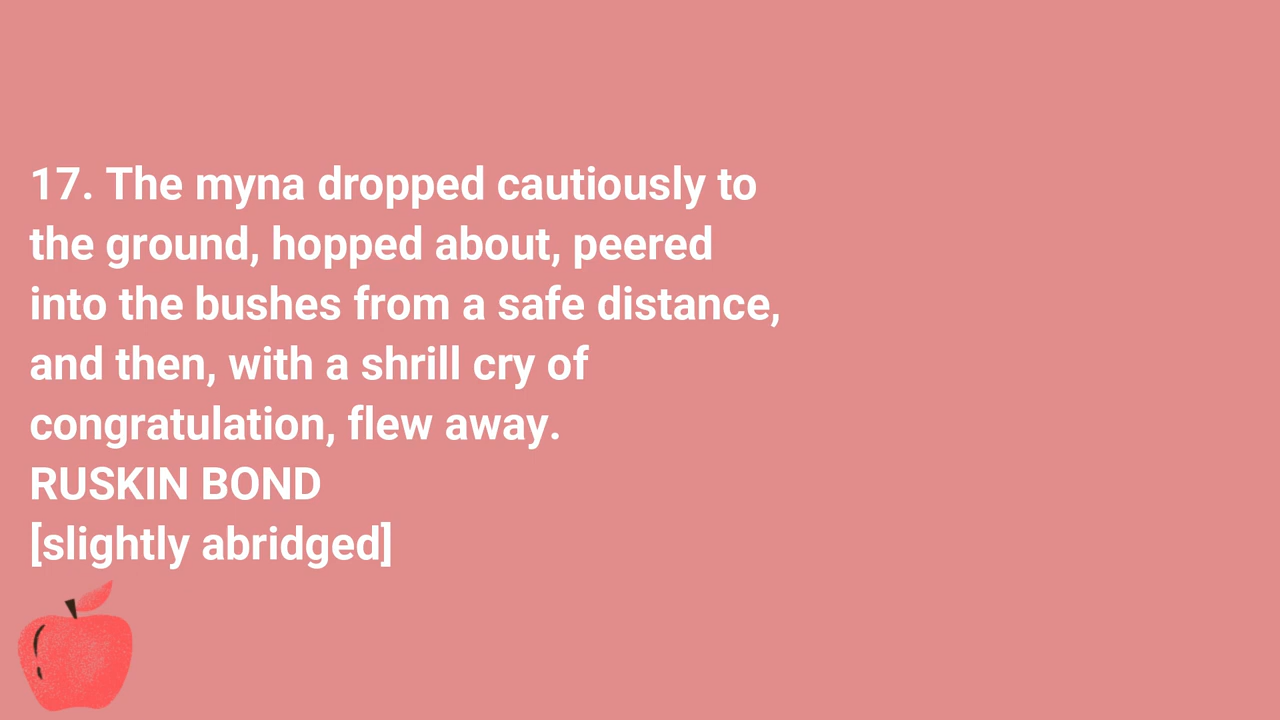 17. The myna dropped cautiously to
the ground, hopped about, peered
into the bushes from a safe distance,
and then, with a shrill cry of
congratulation, flew away.
RUSKIN BOND
[slightly abridged]